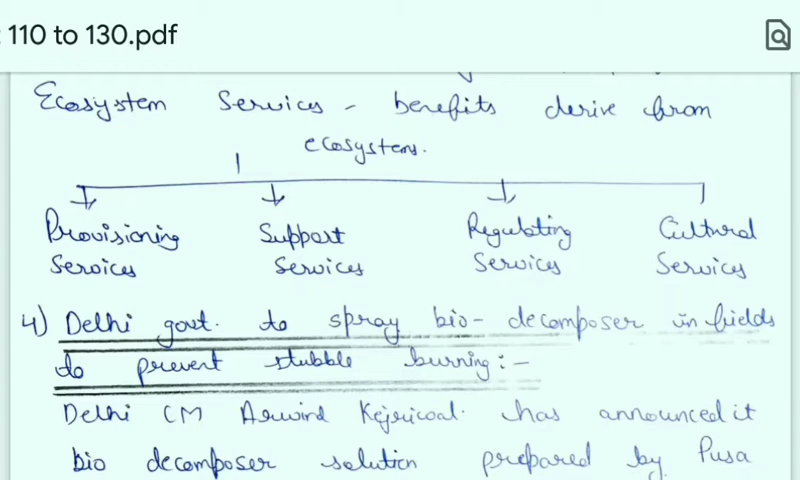 : 110 to 130.pdf
Ecosystem Services - benefits derive from
ecosystem.
Provisioning Services
Support Services
Regulating Services
Cultural Services
4) Delhi govt. to spray bio- decomposer in fields
to prevent stubble burning:-
Delhi CM Arwind Kejriwal has announced it
bio decomposer solution prepared by Pusa